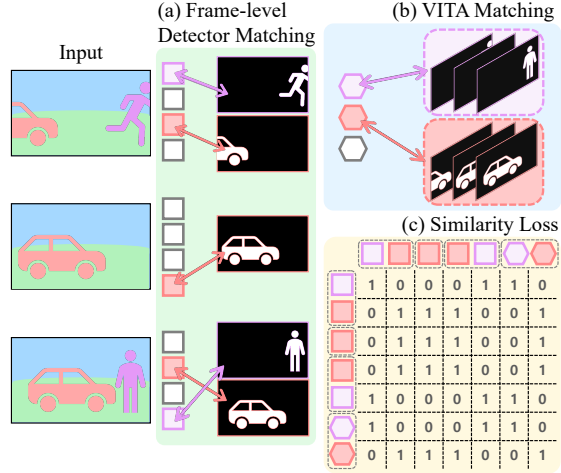 Input
(a) Frame-level
Detector Matching
(b) VITA Matching
(c) Similarity Loss
1 0 0 0 1 1 0
0 1 1 1 0 0 1
0 1 1 1 0 0 1
0 1 1 1 0 0 1
1 0 0 0 1 1 0
1 0 0 0 1 1 0
0 1 1 1 0 0 1